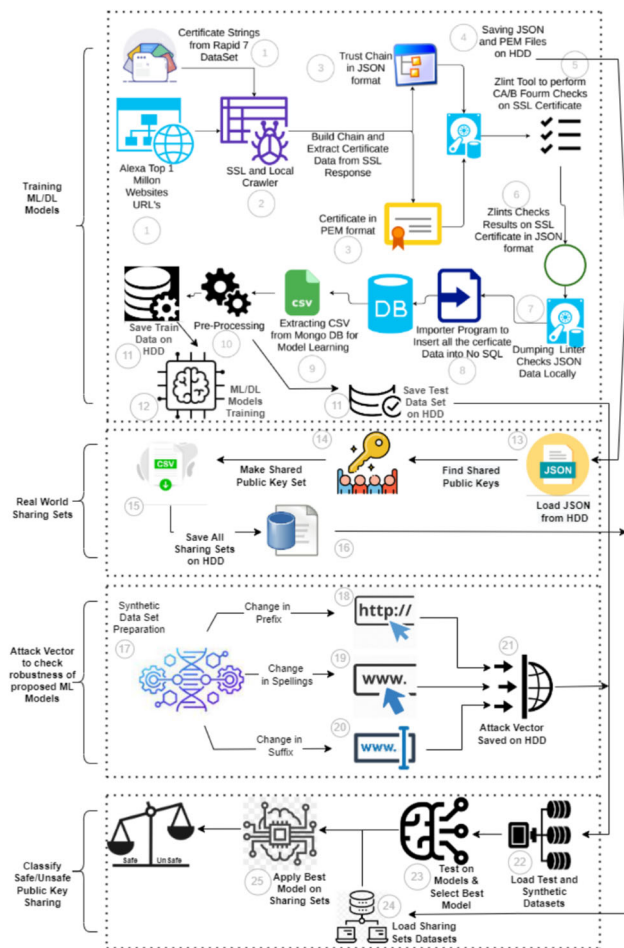 Certificate Strings
from Rapid 7
DataSet
1
Alexa Top 1
Millon
Websites
URL's
1
SSL and Local
Crawler
2
Build Chain and
Extract Certificate
Data from SSL
Response
3
Trust Chain
in JSON
format
Certificate in
PEM format
3
4
Saving JSON
and PEM Files
on HDD
5
Zlint Tool to perform
CA/B Fourm Checks
on SSL Certificate
6
Zlints Checks
Results on SSL
Certificate in JSON
format
7
Dumping Linter
Checks JSON
Data Locally
Importer Program to
Insert all the cerficate
Data into No SQL
8
DB
CSV
Extracting CSV
from Mongo DB for
Model Learning
9
Pre-Processing
10
Save Train
Data on
HDD
11
12
ML/DL
Models
Training
11
Save Test
Data Set
on HDD
Training
ML/DL
Models
Real World
Sharing Sets
13
JSON
Load JSON
from HDD
Find Shared
Public Keys
14
Make Shared
Public Key Set
CSV
15
Save All
Sharing Sets
on HDD
16
Attack Vector
to check
robustness of
proposed ML
Models
Synthetic
Data Set
Preparation
17
Change in
Prefix
18
http://
Change
in Spellings
19
www.
Change in
Suffix
20
www.
21
Attack Vector
Saved on HDD
Classify
Safe/Unsafe
Public Key
Sharing
22
Load Test and
Synthetic
Datasets
23
Test on
Models &
Select Best
Model
24
Load Sharing
Sets Datasets
25
Apply Best
Model on
Sharing Sets
Safe
Un Safe